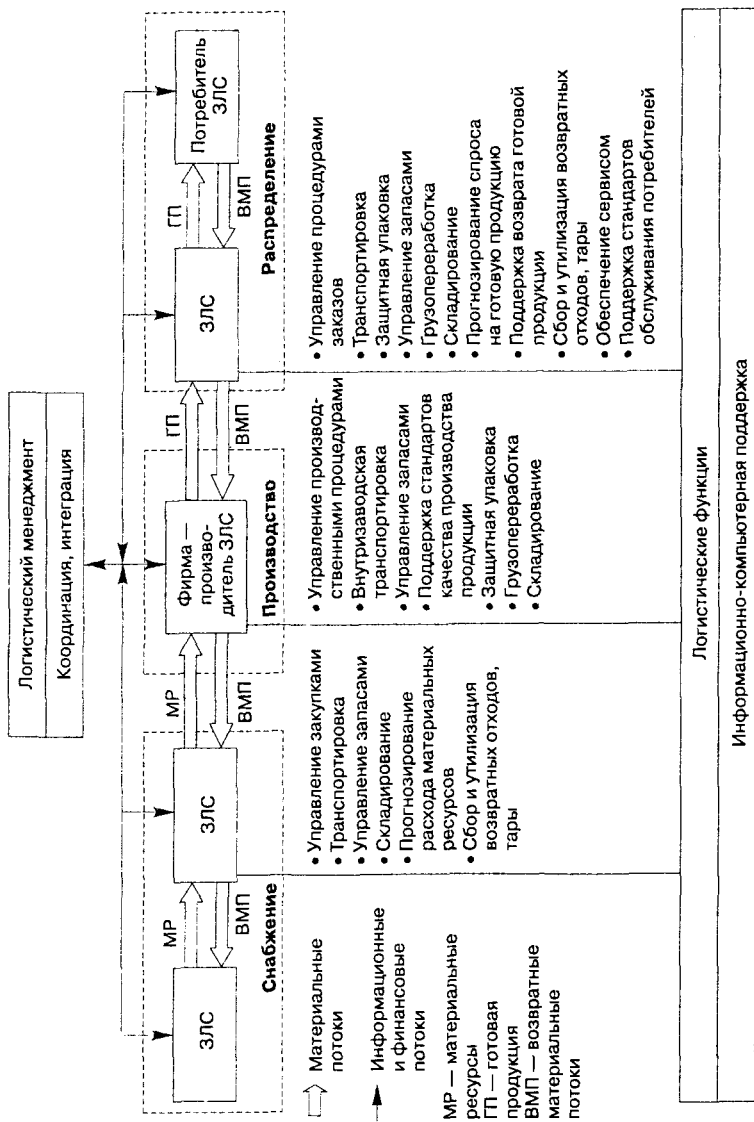 Логистический менеджмент
Координация, интеграция
ЗЛС
МР
ВМП
ЗЛС
Снабжение
МР
ВМП
Фирма —
произво-
дитель ЗЛС
Производство
ГП
ВМП
ЗЛС
ГП
ВМП
Потребитель
ЗЛС
Распределение
Материальные
потоки
Информационные
и финансовые
потоки
МР — материальные
ресурсы
ГП — готовая
продукция
ВМП — возвратные
материальные
потоки
• Управление закупками
• Транспортировка
• Управление запасами
• Складирование
• Прогнозирование
расхода материальных
ресурсов
• Сбор и утилизация
возвратных отходов,
тары
• Управление производ-
ственными процедурами
• Внутризаводская
транспортировка
• Управление запасами
• Поддержка стандартов
качества производства
продукции
• Защитная упаковка
• Грузопереработка
• Складирование
• Управление процедурами
заказов
• Транспортировка
• Защитная упаковка
• Управление запасами
• Грузопереработка
• Складирование
• Прогнозирование спроса
на готовую продукцию
• Поддержка возврата готовой
продукции
• Сбор и утилизация возвратных
отходов, тары
• Обеспечение сервисом
• Поддержка стандартов
обслуживания потребителей
Логистические функции
Информационно-компьютерная поддержка